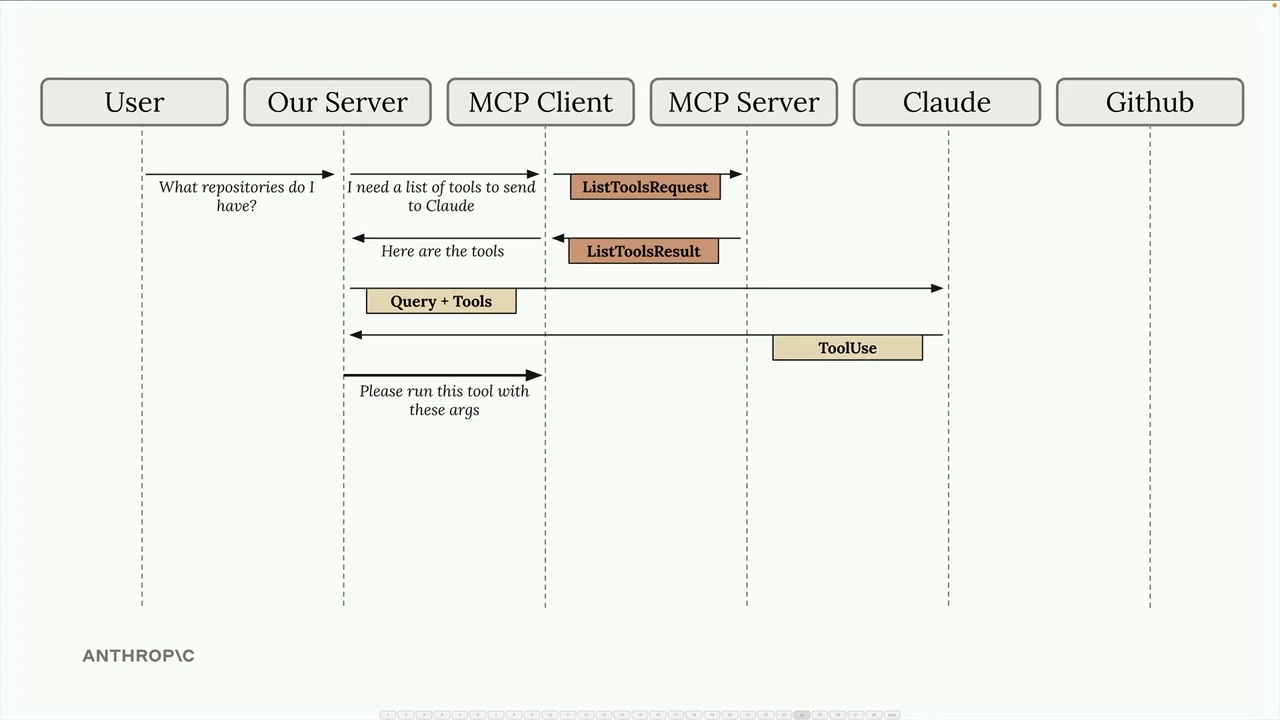 User
Our Server
MCP Client
MCP Server
Claude
Github
What repositories do I
have?
I need a list of tools to send
to Claude
ListToolsRequest
Here are the tools
ListToolsResult
Query + Tools
ToolUse
Please run this tool with
these args
ANTHROP\C